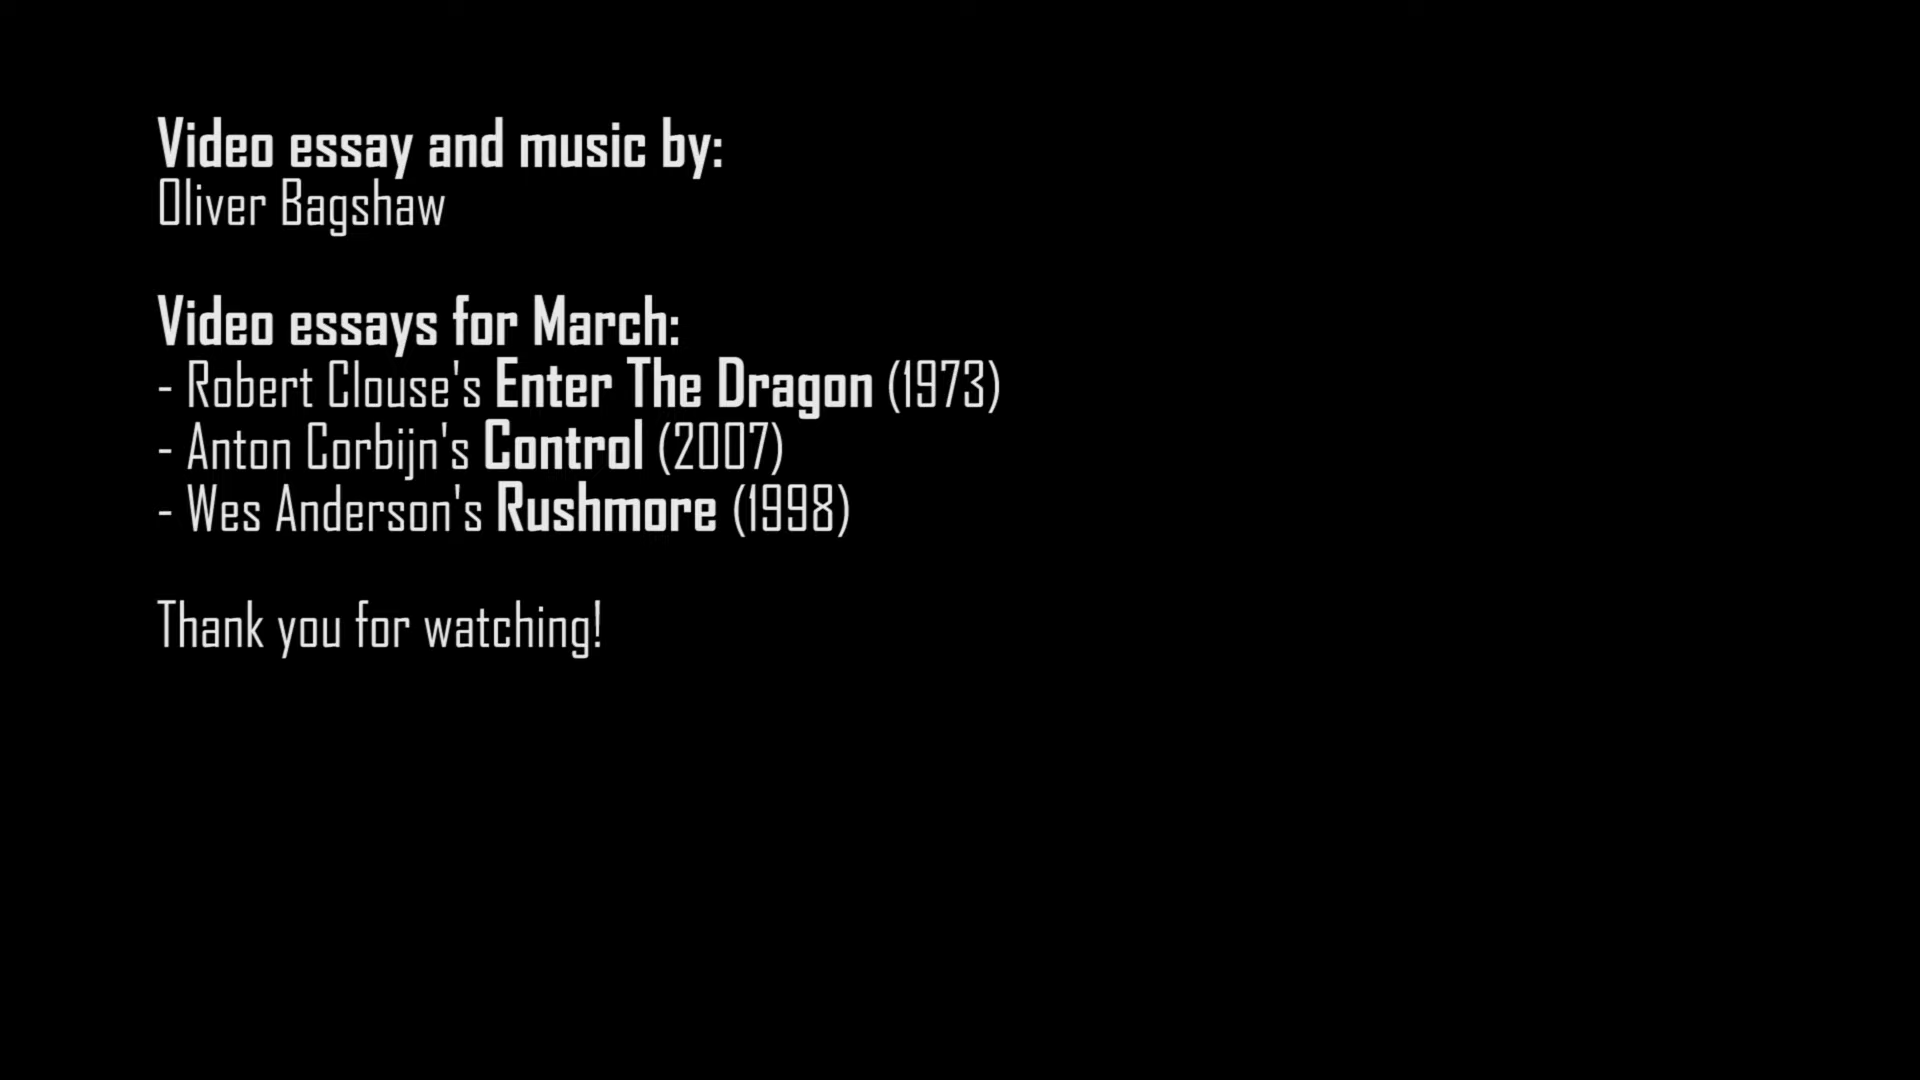 Video essay and music by:
Oliver Bagshaw
Video essays for March:
- Robert Clouse's Enter The Dragon (1973)
- Anton Corbijn's Control (2007)
- Wes Anderson's Rushmore (1998)
Thank you for watching!